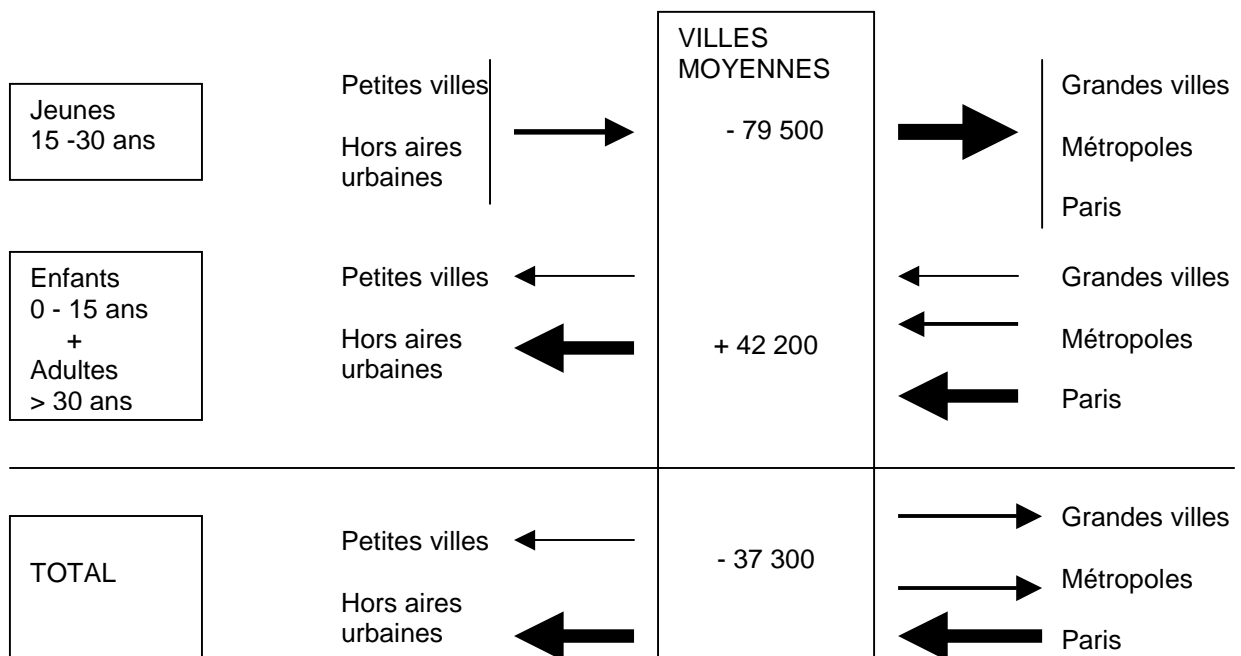 VILLES
MOYENNES
Jeunes
15 -30 ans
Petites villes
Hors aires
urbaines
- 79 500
Grandes villes
Métropoles
Paris
Enfants
0 - 15 ans
+
Adultes
> 30 ans
Petites villes
Hors aires
urbaines
+ 42 200
Grandes villes
Métropoles
Paris
TOTAL
Petites villes
Hors aires
urbaines
- 37 300
Grandes villes
Métropoles
Paris